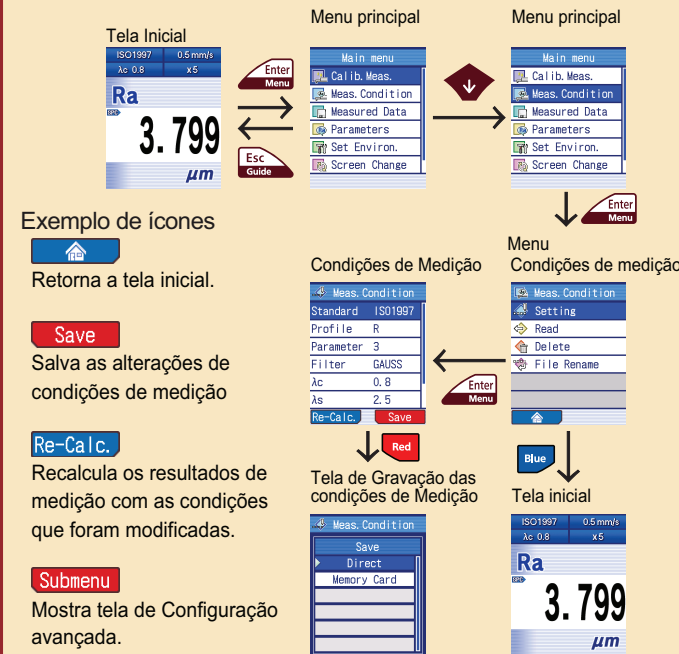 Tela Inicial
ISO1997 0.5 mm/s
λc 0.8 x5
Ra
3.799
µm
Enter
Menu
Esc
Guide
Menu principal
Main menu
Calib. Meas.
Meas. Condition
Measured Data
Parameters
Set Environ.
Screen Change
Menu principal
Main menu
Calib. Meas.
Meas. Condition
Measured Data
Parameters
Set Environ.
Screen Change
Enter
Menu
Exemplo de ícones
Retorna a tela inicial.
Save
Salva as alterações de
condições de medição
Re-Calc.
Recalcula os resultados de
medição com as condições
que foram modificadas.
Submenu
Mostra tela de Configuração
avançada.
Menu
Condições de medição
Meas. Condition
Setting
Read
Delete
File Rename
Enter
Menu
Condições de Medição
Meas. Condition
Standard ISO1997
Profile R
Parameter 3
Filter GAUSS
λc 0.8
λs 2.5
Re-Calc. Save
Red
Tela de Gravação das
condições de Medição
Meas. Condition
Save
Direct
Memory Card
Blue
Tela inicial
ISO1997 0.5 mm/s
λc 0.8 x5
Ra
3.799
µm